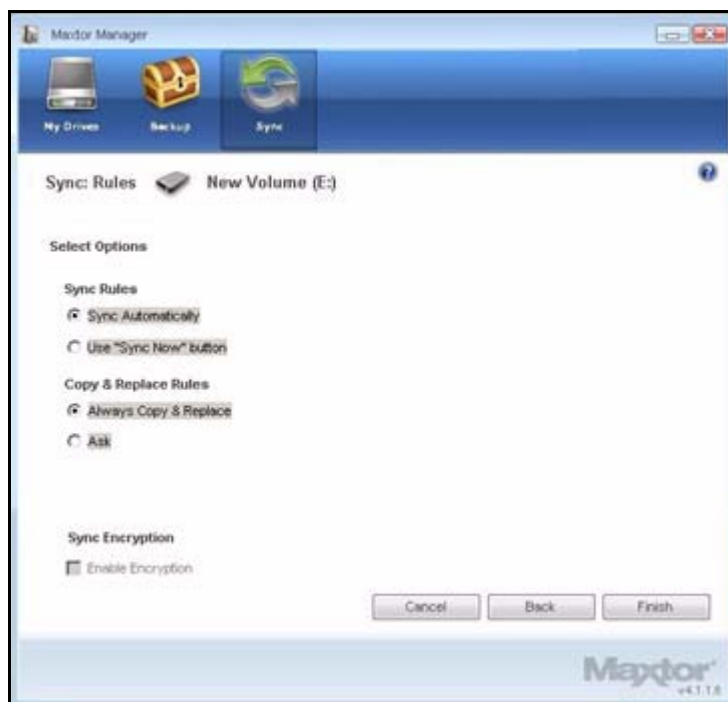 Maxtor Manager
My Drives Backup Sync
Sync: Rules New Volume (E:)
Select Options
Sync Rules
Sync Automatically
Use "Sync Now" button
Copy & Replace Rules
Always Copy & Replace
Ask
Sync Encryption
Enable Encryption
Cancel Back Finish
Maxtor